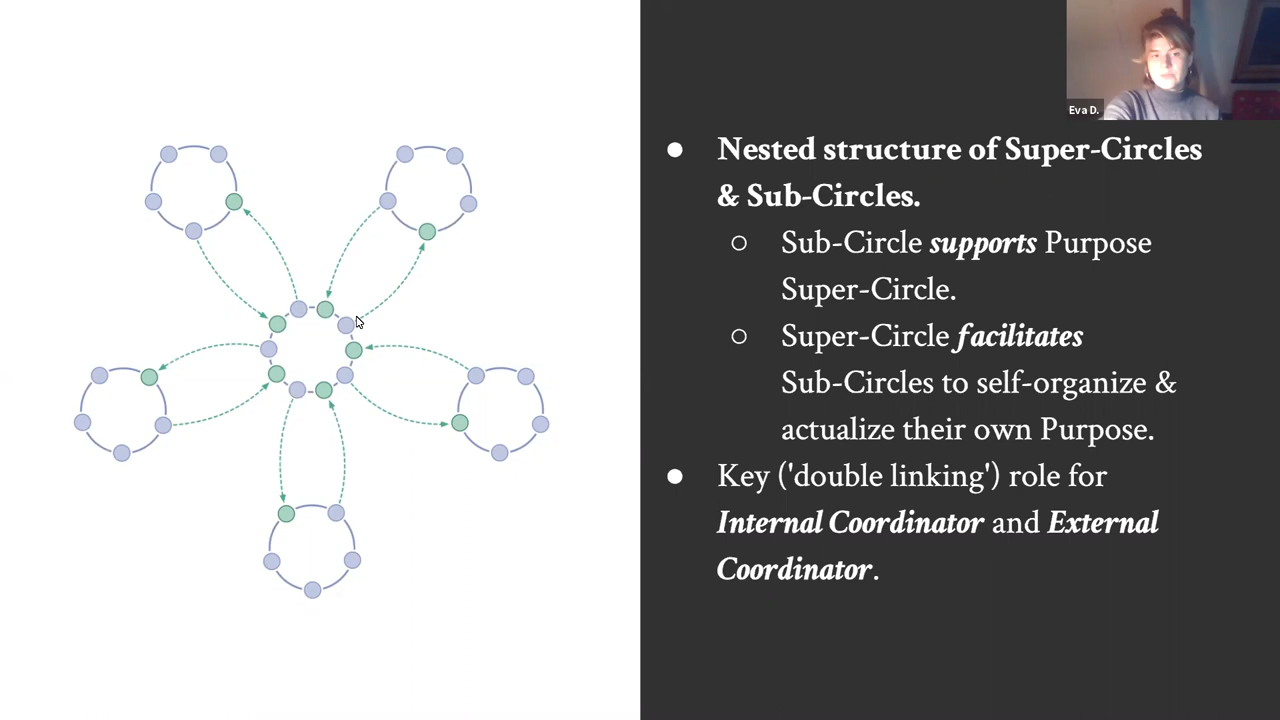 Eva D.
● Nested structure of Super-Circles
& Sub-Circles.
○ Sub-Circle supports Purpose
Super-Circle.
○ Super-Circle facilitates
Sub-Circles to self-organize &
actualize their own Purpose.
● Key ('double linking') role for
Internal Coordinator and External
Coordinator.